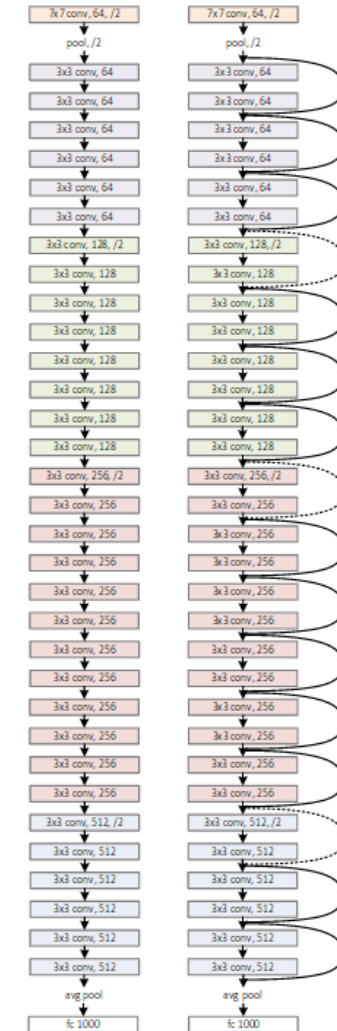 7x7 conv, 64, /2
pool, /2
3x3 conv, 64
3x3 conv, 64
3x3 conv, 64
3x3 conv, 64
3x3 conv, 64
3x3 conv, 64
3x3 conv, 128, /2
3x3 conv, 128
3x3 conv, 128
3x3 conv, 128
3x3 conv, 128
3x3 conv, 128
3x3 conv, 128
3x3 conv, 128
3x3 conv, 256, /2
3x3 conv, 256
3x3 conv, 256
3x3 conv, 256
3x3 conv, 256
3x3 conv, 256
3x3 conv, 256
3x3 conv, 256
3x3 conv, 256
3x3 conv, 256
3x3 conv, 256
3x3 conv, 256
3x3 conv, 512, /2
3x3 conv, 512
3x3 conv, 512
3x3 conv, 512
3x3 conv, 512
3x3 conv, 512
avg pool
fc 1000
7x7 conv, 64, /2
pool, /2
3x3 conv, 64
3x3 conv, 64
3x3 conv, 64
3x3 conv, 64
3x3 conv, 64
3x3 conv, 64
3x3 conv, 128, /2
3x3 conv, 128
3x3 conv, 128
3x3 conv, 128
3x3 conv, 128
3x3 conv, 128
3x3 conv, 128
3x3 conv, 128
3x3 conv, 256, /2
3x3 conv, 256
3x3 conv, 256
3x3 conv, 256
3x3 conv, 256
3x3 conv, 256
3x3 conv, 256
3x3 conv, 256
3x3 conv, 256
3x3 conv, 256
3x3 conv, 256
3x3 conv, 256
3x3 conv, 512, /2
3x3 conv, 512
3x3 conv, 512
3x3 conv, 512
3x3 conv, 512
3x3 conv, 512
avg pool
fc 1000